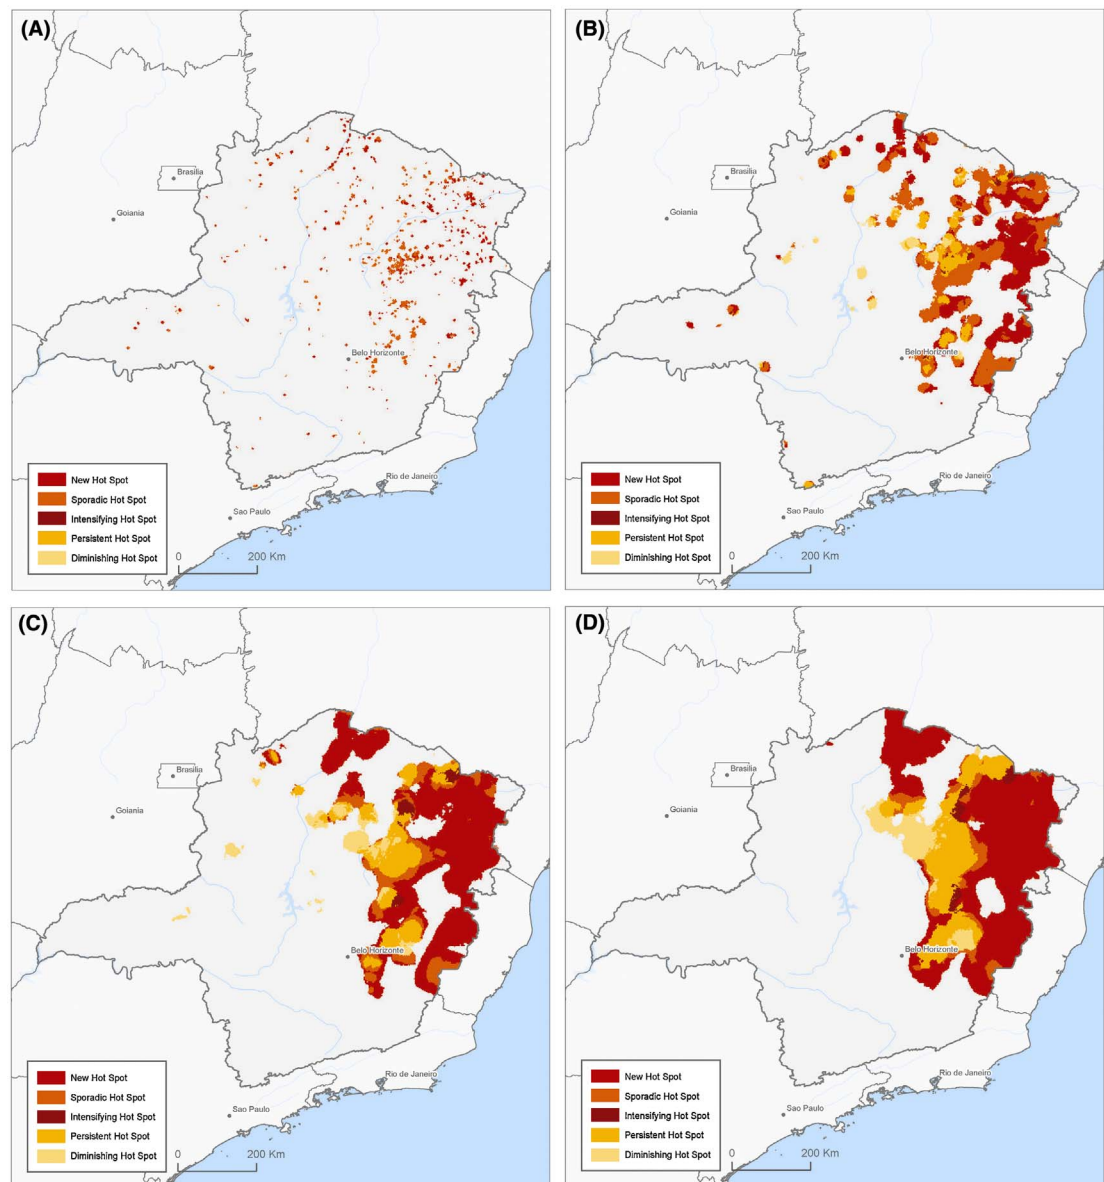 (A)
Brasilia
Goiania
Belo Horizonte
Rio de Janeiro
Sao Paulo
New Hot Spot
Sporadic Hot Spot
Intensifying Hot Spot
Persistent Hot Spot
Diminishing Hot Spot
0 200 Km
(B)
Brasilia
Goiania
Belo Horizonte
Rio de Janeiro
Sao Paulo
New Hot Spot
Sporadic Hot Spot
Intensifying Hot Spot
Persistent Hot Spot
Diminishing Hot Spot
0 200 Km
(C)
Brasilia
Goiania
Belo Horizonte
Rio de Janeiro
Sao Paulo
New Hot Spot
Sporadic Hot Spot
Intensifying Hot Spot
Persistent Hot Spot
Diminishing Hot Spot
0 200 Km
(D)
Brasilia
Goiania
Belo Horizonte
Rio de Janeiro
Sao Paulo
New Hot Spot
Sporadic Hot Spot
Intensifying Hot Spot
Persistent Hot Spot
Diminishing Hot Spot
0 200 Km